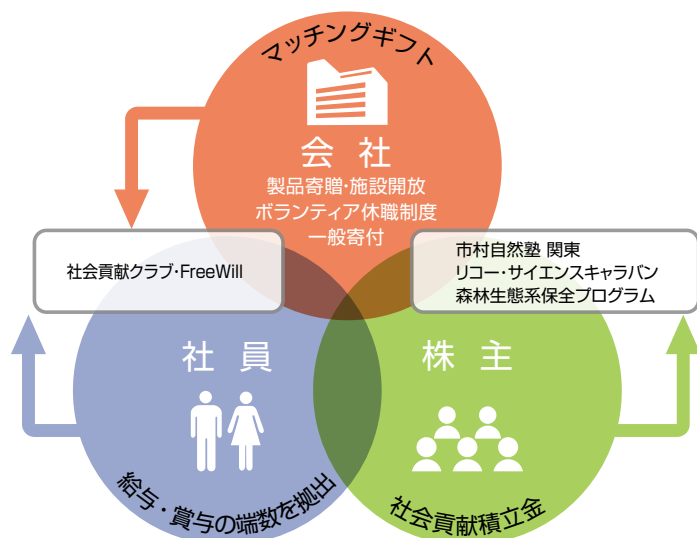 マッチングギフト
会社
製品寄贈・施設開放
ボランティア休職制度
一般寄付
社会貢献クラブ・FreeWill
市村自然塾 関東
リコー・サイエンスキャラバン
森林生態系保全プログラム
社員
株主
給与・賞与の端数を拠出
社会貢献積立金